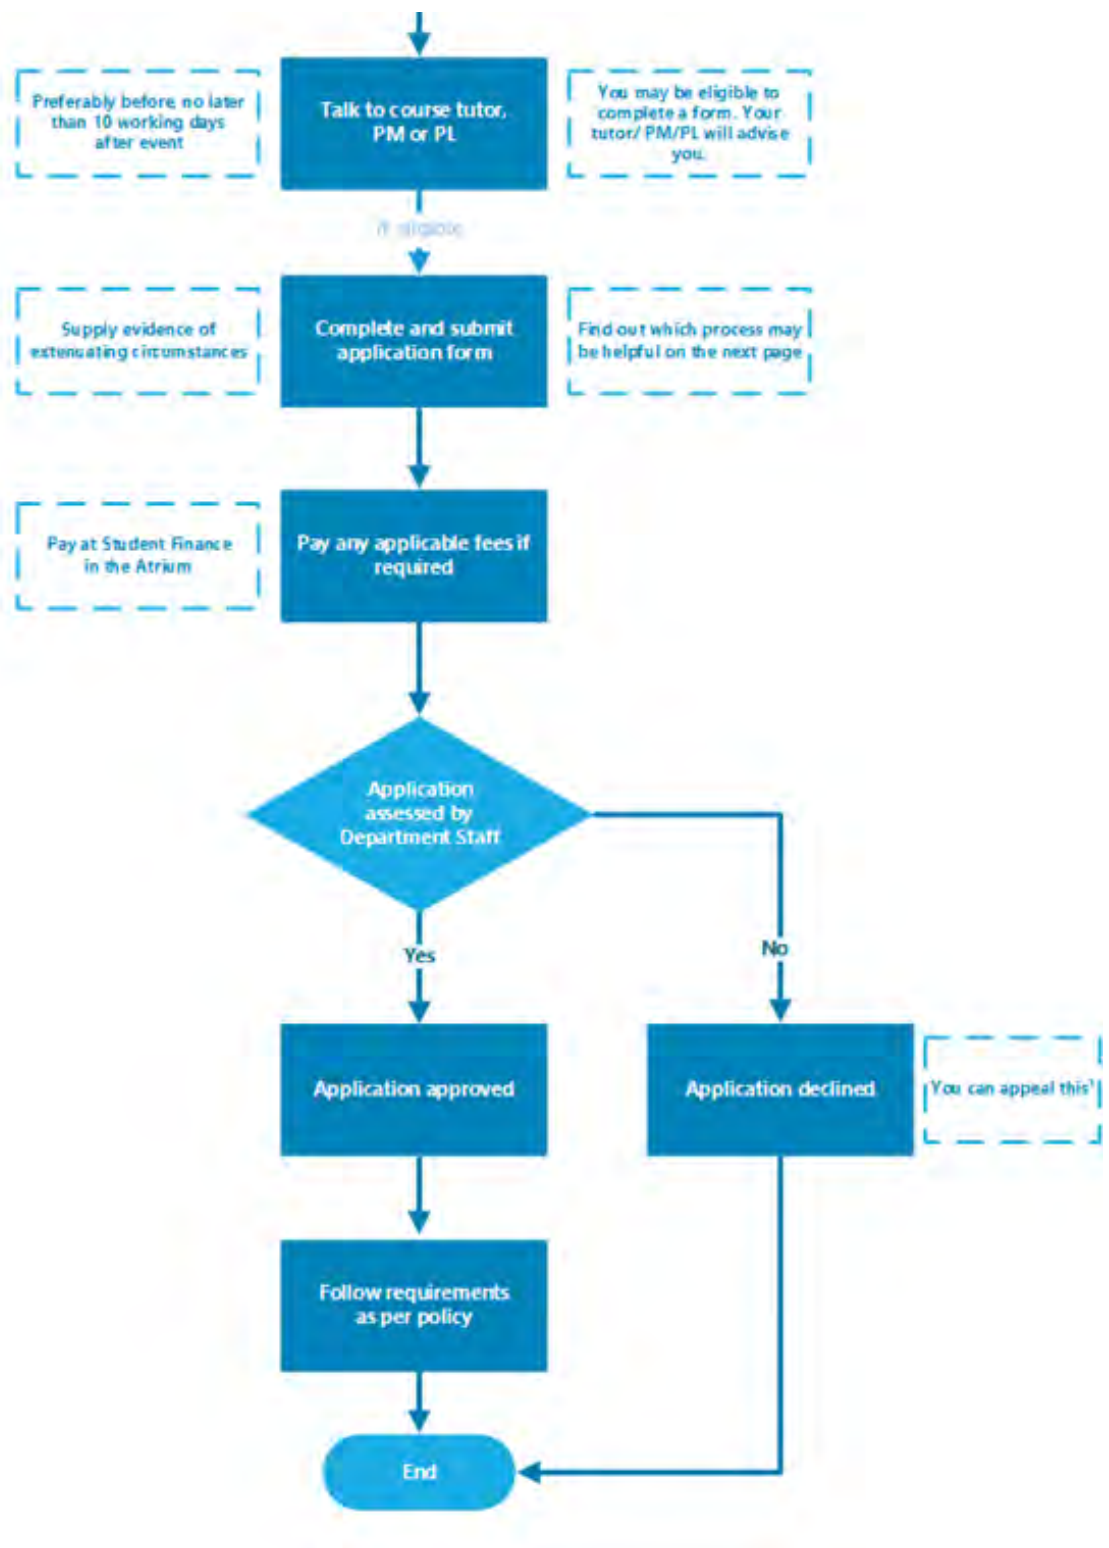 Preferably before, no later
than 10 working days
after event
Talk to course tutor,
PM or PL
You may be eligible to
complete a form. Your
tutor/ PM/PL will advise
you.
If eligible
Supply evidence of
extenuating circumstances
Complete and submit
application form
Find out which process may
be helpful on the next page
Pay at Student Finance
in the Atrium
Pay any applicable fees if
required
Application
assessed by
Department Staff
Yes
No
Application approved
Application declined
You can appeal this¹
Follow requirements
as per policy
End